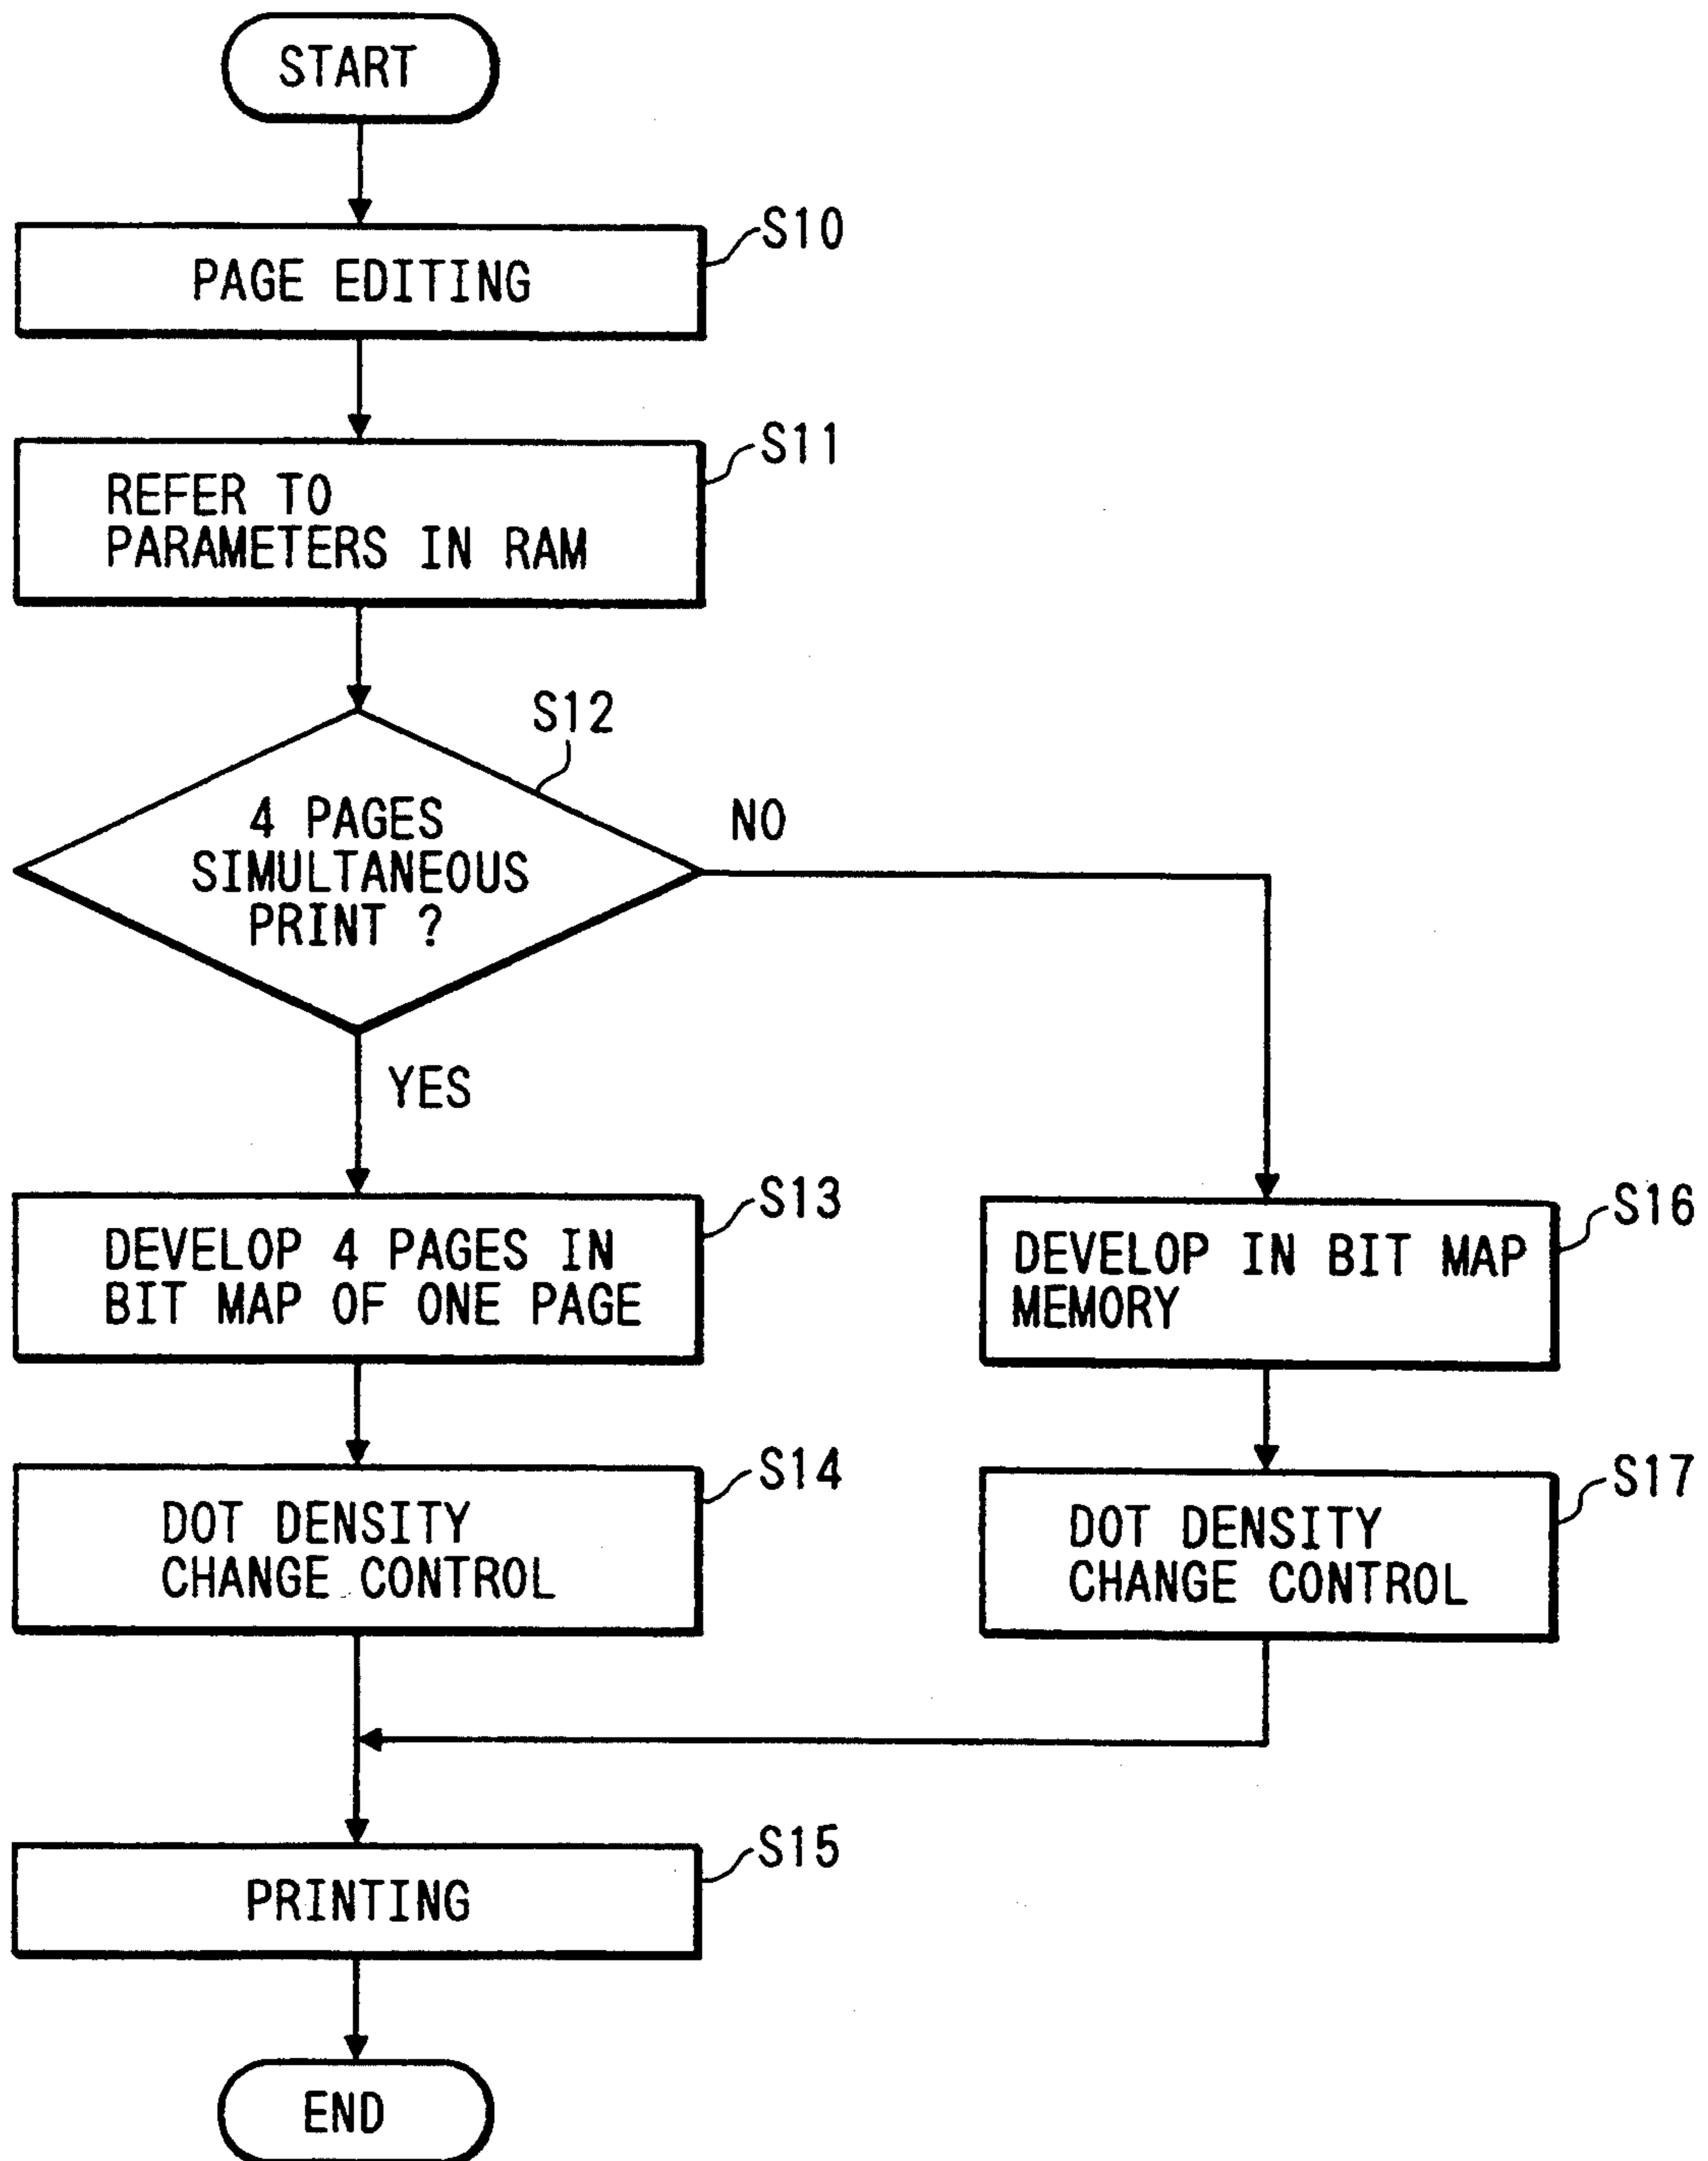 START
S10
PAGE EDITING
S11
REFER TO
PARAMETERS IN RAM
S12
4 PAGES
SIMULTANEOUS
PRINT ?
NO
YES
S13
DEVELOP 4 PAGES IN
BIT MAP OF ONE PAGE
S16
DEVELOP IN BIT MAP
MEMORY
S14
DOT DENSITY
CHANGE CONTROL
S17
DOT DENSITY
CHANGE CONTROL
S15
PRINTING
END